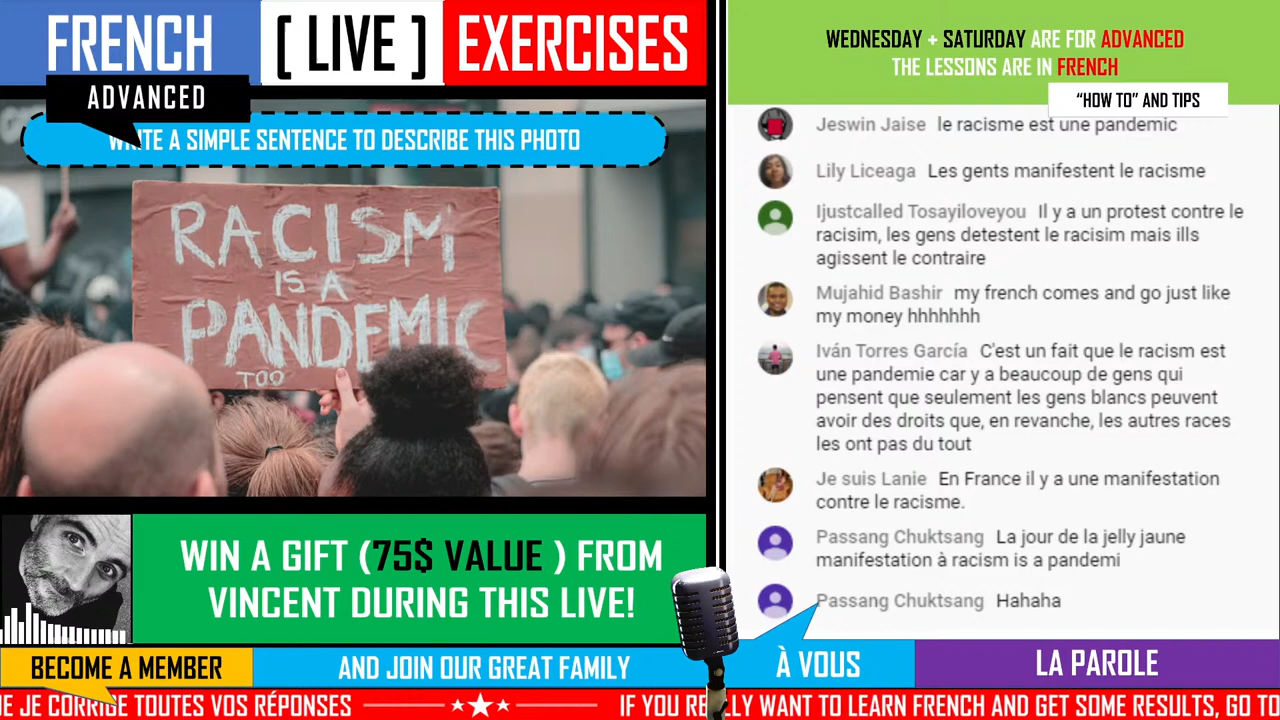 FRENCH [ LIVE ] EXERCISES
ADVANCED
WRITE A SIMPLE SENTENCE TO DESCRIBE THIS PHOTO
RACISM
IS A
PANDEMIC
TOO
WIN A GIFT (75$ VALUE ) FROM
VINCENT DURING THIS LIVE!
BECOME A MEMBER
AND JOIN OUR GREAT FAMILY
WEDNESDAY + SATURDAY ARE FOR ADVANCED
THE LESSONS ARE IN FRENCH
“HOW TO” AND TIPS
Jeswin Jaise le racisme est une pandemic
Lily Liceaga Les gents manifestent le racisme
Ijustcalled Tosayiloveyou Il y a un protest contre le
racisim, les gens detestent le racisim mais ills
agissent le contraire
Mujahid Bashir my french comes and go just like
my money hhhhhhh
Iván Torres García C'est un fait que le racism est
une pandemie car y a beaucoup de gens qui
pensent que seulement les gens blancs peuvent
avoir des droits que, en revanche, les autres races
les ont pas du tout
Je suis Lanie En France il y a une manifestation
contre le racisme.
Passang Chuktsang La jour de la jelly jaune
manifestation à racism is a pandemi
Passang Chuktsang Hahaha
À VOUS
LA PAROLE
JE CORRIGE TOUTES VOS RÉPONSES
IF YOU REALLY WANT TO LEARN FRENCH AND GET SOME RESULTS, GO TO